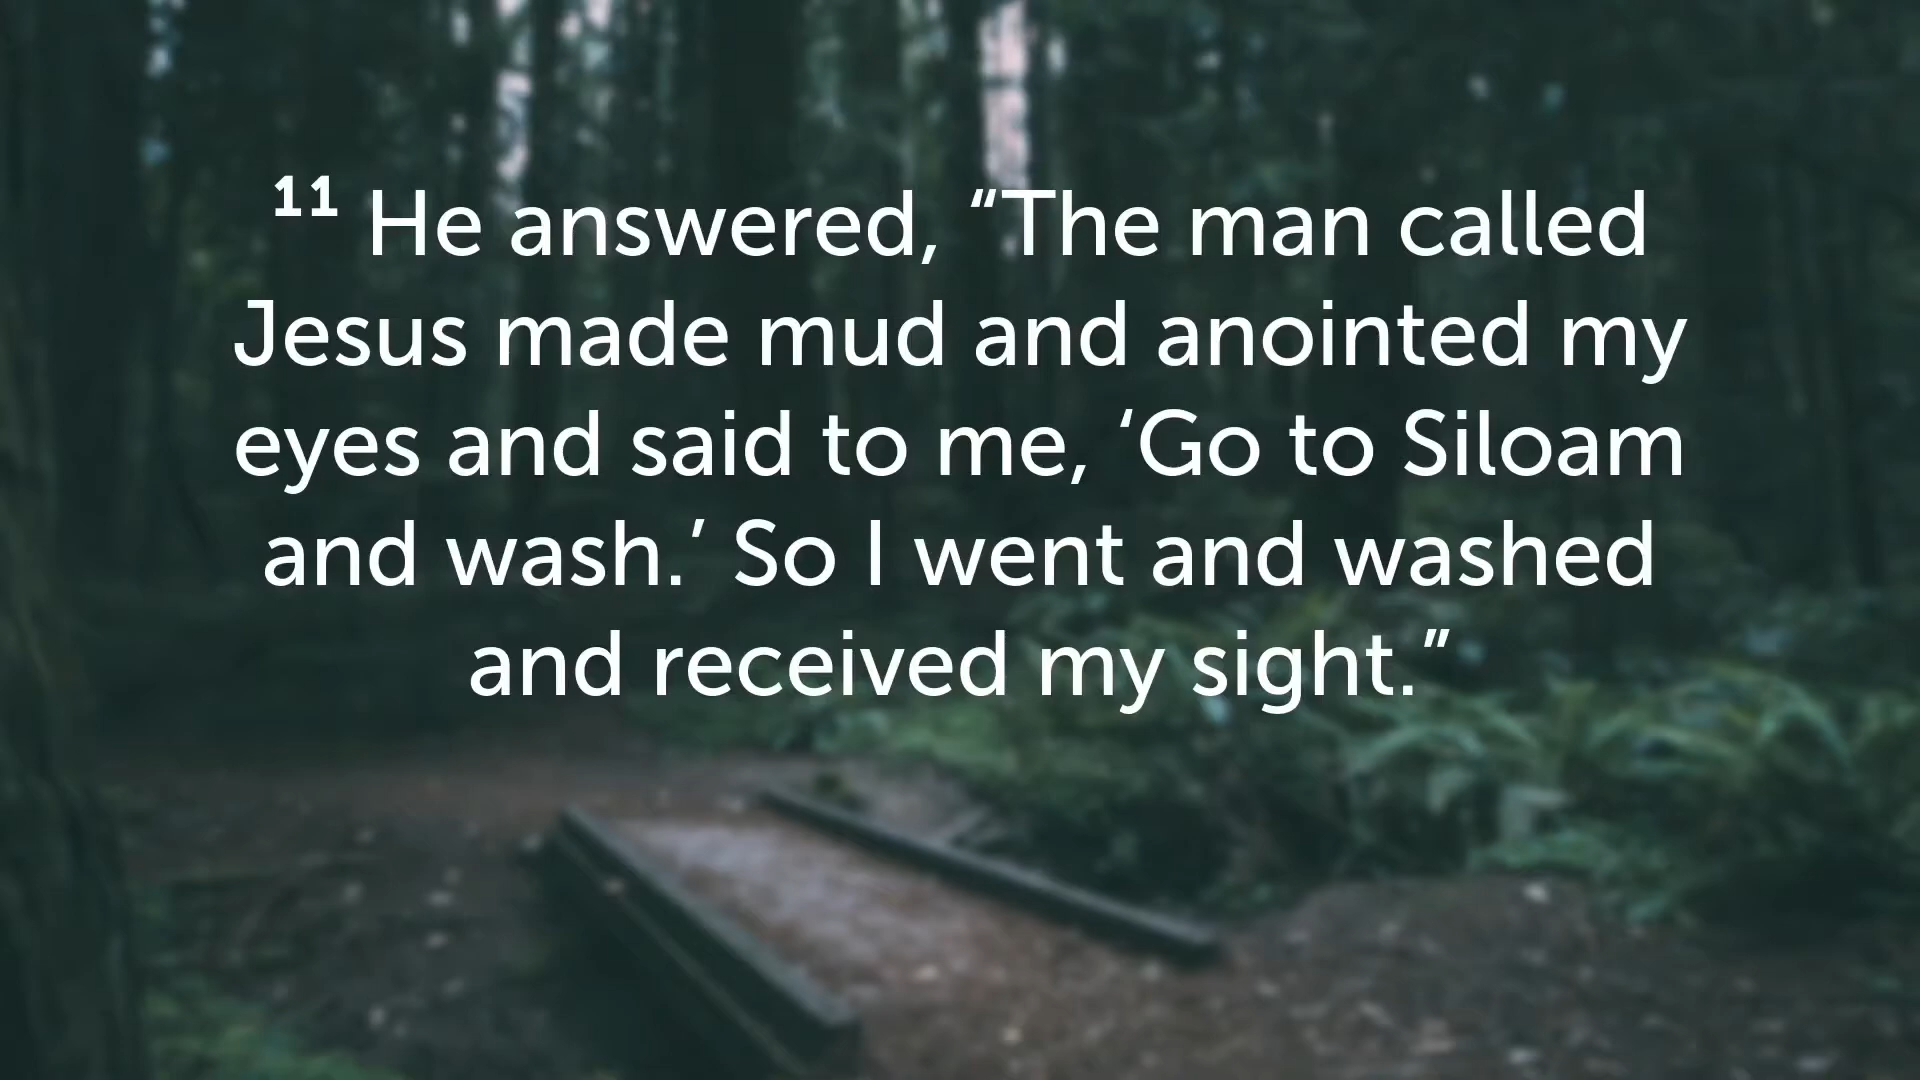 ¹¹ He answered, “The man called
Jesus made mud and anointed my
eyes and said to me, ‘Go to Siloam
and wash.’ So I went and washed
and received my sight.”